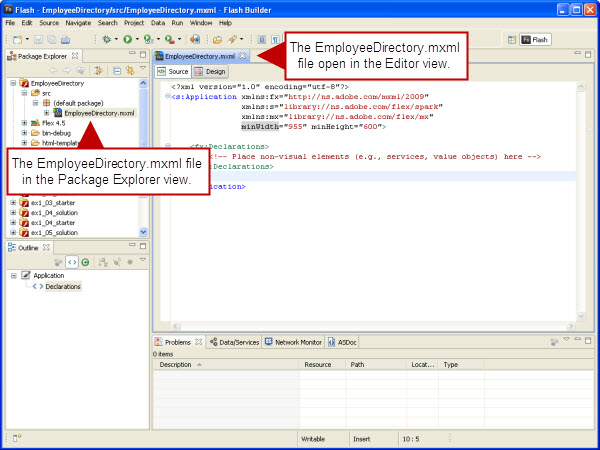 Flash - EmployeeDirectory/src/EmployeeDirectory.mxml - Flash Builder
File Edit Source Navigate Search Project Data Run Window Help
Flash
Package Explorer
EmployeeDirectory
src
(default package)
EmployeeDirectory.mxml
Flex 4.5
bin-debug
html-template
The EmployeeDirectory.mxml file
in the Package Explorer view.
ex1_03_starter
ex1_04_solution
ex1_04_starter
ex1_05_solution
Outline
Application
Declarations
EmployeeDirectory.mxml
The EmployeeDirectory.mxml
file open in the Editor view.
Source Design
<?xml version="1.0" encoding="utf-8"?>
<s:Application xmlns:fx="http://ns.adobe.com/mxml/2009"
xmlns:s="library://ns.adobe.com/flex/spark"
xmlns:mx="library://ns.adobe.com/flex/mx"
minWidth="955" minHeight="600">
<fx:Declarations>
<!-- Place non-visual elements (e.g., services, value objects) here -->
:Declarations>
ication>
Problems Data/Services Network Monitor ASDoc
0 items
Description Resource Path Locat... Type
Writable Insert 10 : 5